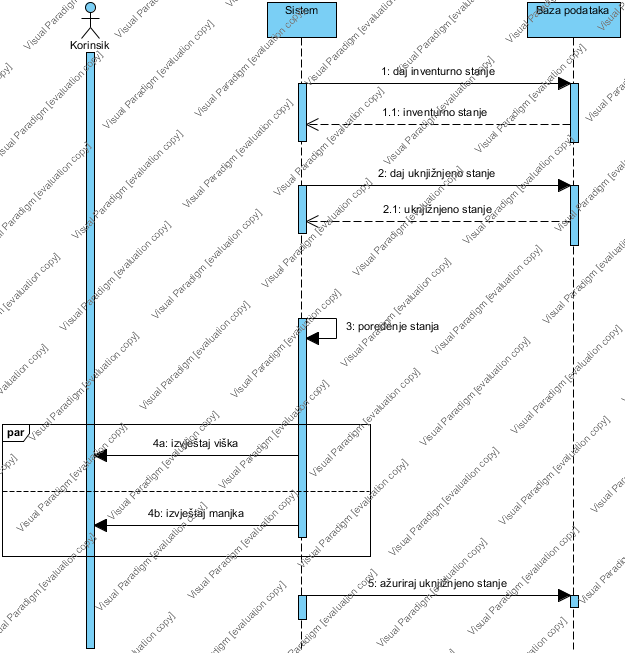 Sistem
Baza podataka
Korinsik
1: daj inventurno stanje
1.1: inventurno stanje
2: daj uknjižnjeno stanje
2.1: uknjižnjeno stanje
3: poređenje stanja
par
4a: izvještaj viška
4b: izvještaj manjka
5: ažuriraj uknjižnjeno stanje
Visual Paradigm [evaluation copy]